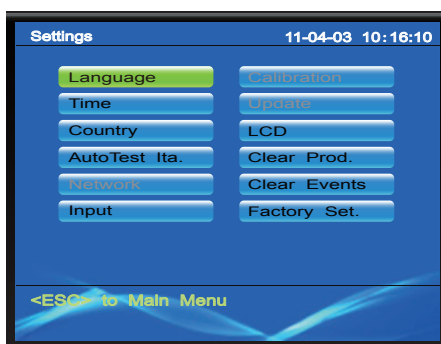 Settings 11-04-03 10:16:10
Language
Time
Country
AutoTest Ita.
Network
Input
Calibration
Update
LCD
Clear Prod.
Clear Events
Factory Set.
<ESC> to Main Menu